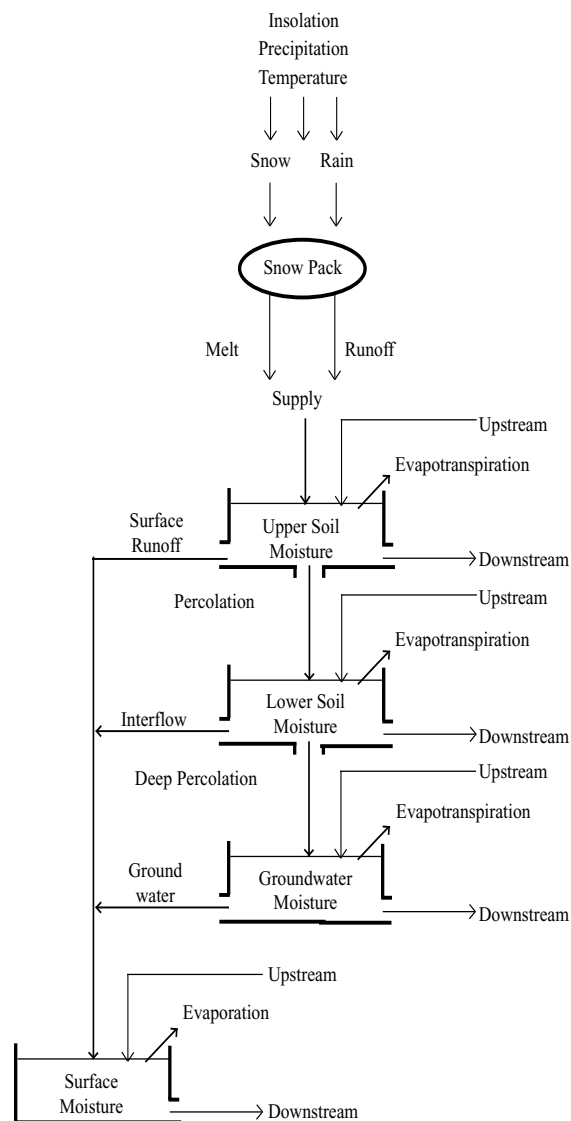 Insolation
Precipitation
Temperature
Snow
Rain
Snow Pack
Melt
Runoff
Supply
Upstream
Evapotranspiration
Surface
Runoff
Upper Soil
Moisture
Downstream
Percolation
Upstream
Evapotranspiration
Lower Soil
Moisture
Interflow
Downstream
Deep Percolation
Upstream
Evapotranspiration
Ground
water
Groundwater
Moisture
Downstream
Upstream
Evaporation
Surface
Moisture
Downstream